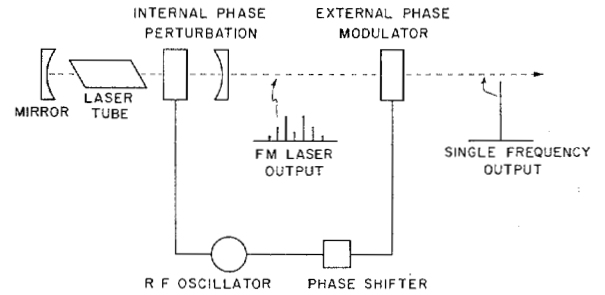 INTERNAL PHASE
PERTURBATION
EXTERNAL PHASE
MODULATOR
MIRROR
LASER
TUBE
FM LASER
OUTPUT
SINGLE FREQUENCY
OUTPUT
R F OSCILLATOR
PHASE SHIFTER